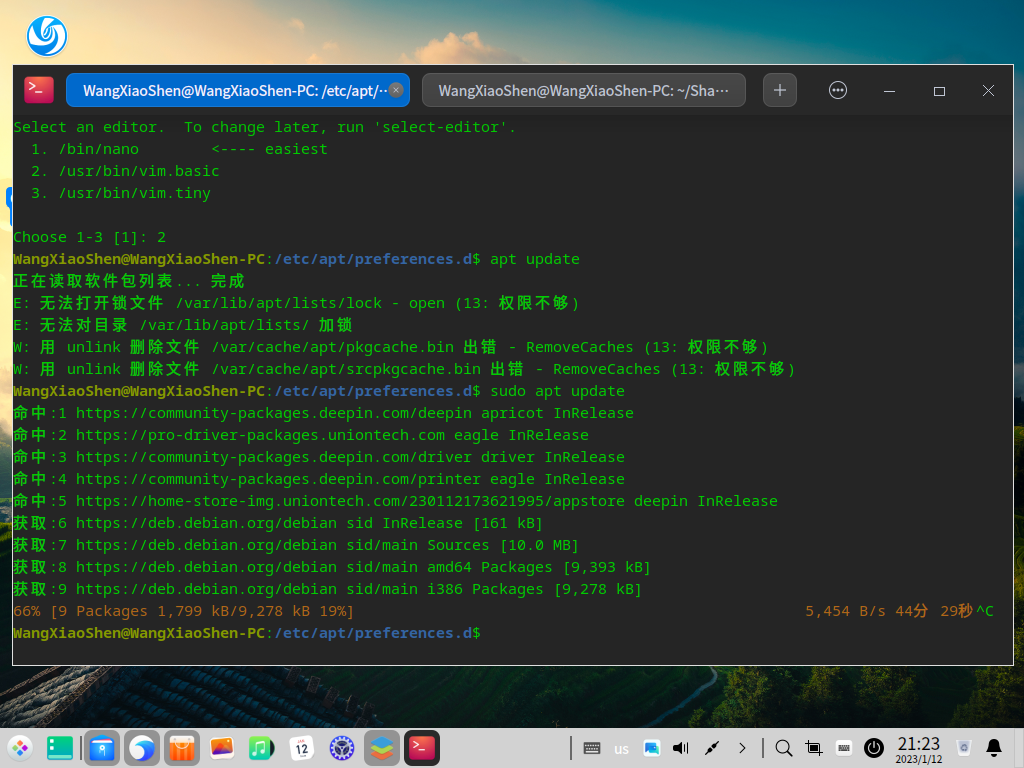 WangXiaoShen@WangXiaoShen-PC: /etc/apt/···
WangXiaoShen@WangXiaoShen-PC: ~/Sha···
Select an editor.  To change later, run 'select-editor'.
  1. /bin/nano        <---- easiest
  2. /usr/bin/vim.basic
  3. /usr/bin/vim.tiny
Choose 1-3 [1]: 2
WangXiaoShen@WangXiaoShen-PC:/etc/apt/preferences.d$ apt update
正在读取软件包列表... 完成
E: 无法打开锁文件 /var/lib/apt/lists/lock - open (13: 权限不够)
E: 无法对目录 /var/lib/apt/lists/ 加锁
W: 用 unlink 删除文件 /var/cache/apt/pkgcache.bin 出错 - RemoveCaches (13: 权限不够)
W: 用 unlink 删除文件 /var/cache/apt/srcpkgcache.bin 出错 - RemoveCaches (13: 权限不够)
WangXiaoShen@WangXiaoShen-PC:/etc/apt/preferences.d$ sudo apt update
命中:1 https://community-packages.deepin.com/deepin apricot InRelease
命中:2 https://pro-driver-packages.uniontech.com eagle InRelease
命中:3 https://community-packages.deepin.com/driver driver InRelease
命中:4 https://community-packages.deepin.com/printer eagle InRelease
命中:5 https://home-store-img.uniontech.com/230112173621995/appstore deepin InRelease
获取:6 https://deb.debian.org/debian sid InRelease [161 kB]
获取:7 https://deb.debian.org/debian sid/main Sources [10.0 MB]
获取:8 https://deb.debian.org/debian sid/main amd64 Packages [9,393 kB]
获取:9 https://deb.debian.org/debian sid/main i386 Packages [9,278 kB]
66% [9 Packages 1,799 kB/9,278 kB 19%] 5,454 B/s 44分 29秒^C
WangXiaoShen@WangXiaoShen-PC:/etc/apt/preferences.d$
JAN
12
us
21:23
2023/1/12